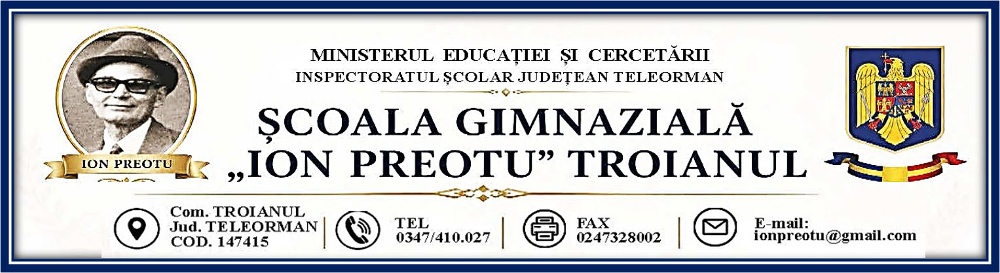 MINISTERUL EDUCAȚIEI ȘI CERCETĂRII
INSPECTORATUL ȘCOLAR JUDEȚEAN TELEORMAN
ȘCOALA GIMNAZIALĂ
„ION PREOTU” TROIANUL
ION PREOTU
Com. TROIANUL
Jud. TELEORMAN
COD. 147415
TEL
0347/410.027
FAX
0247328002
E-mail:
ionpreotu@gmail.com